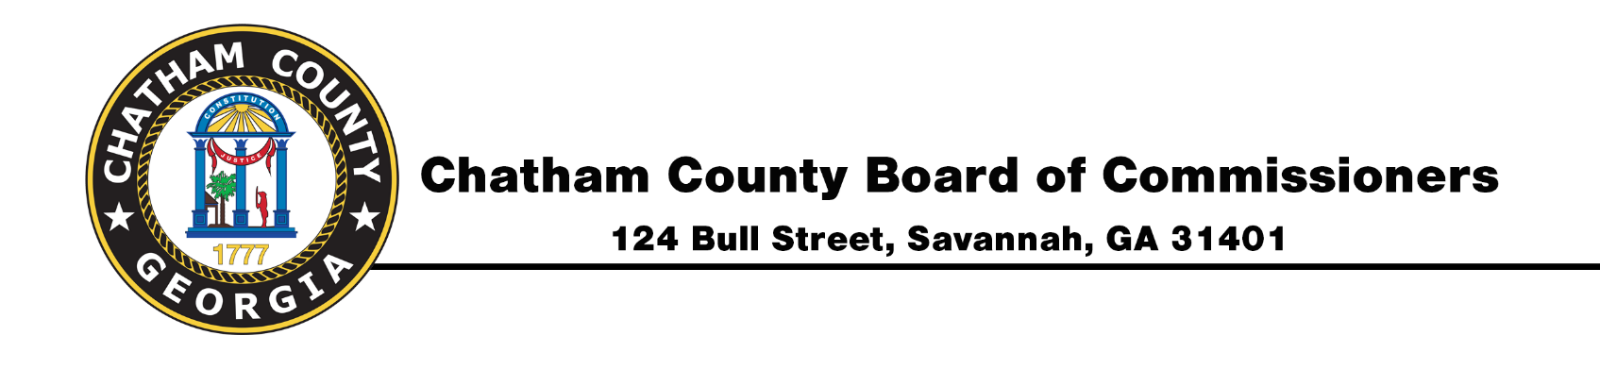 CHATHAM COUNTY
CONSTITUTION
JUSTICE
1777
GEORGIA
Chatham County Board of Commissioners
124 Bull Street, Savannah, GA 31401